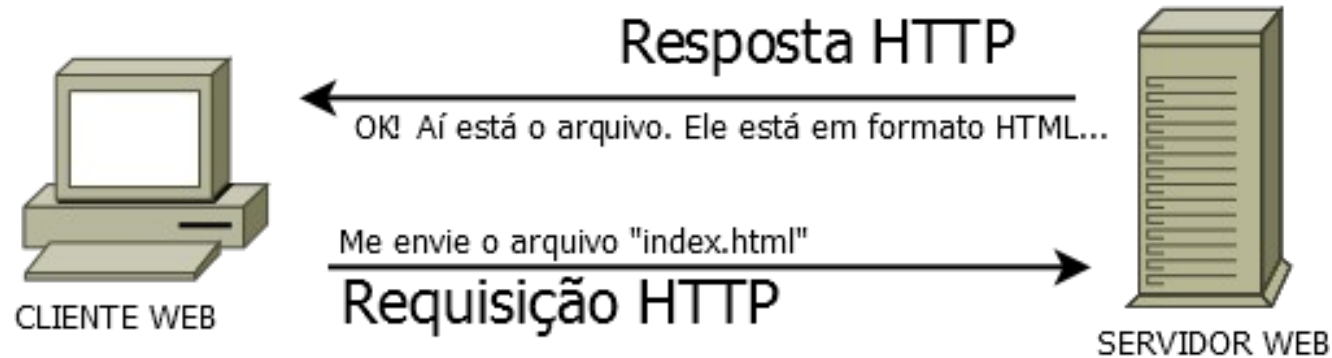 Resposta HTTP
OK! Aí está o arquivo. Ele está em formato HTML...
Me envie o arquivo "index.html"
Requisição HTTP
CLIENTE WEB
SERVIDOR WEB